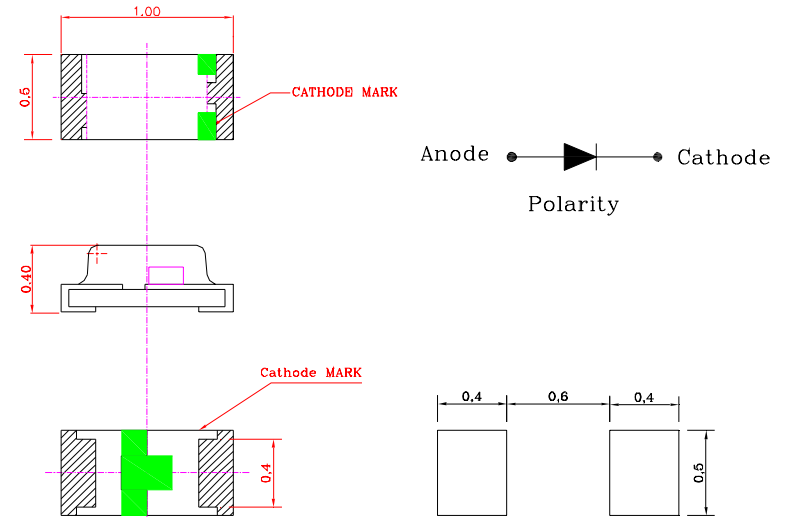 1.00
0.5
CATHODE MARK
Anode
Cathode
Polarity
0.40
Cathode MARK
0,4
0,4
0,6
0,4
0,5